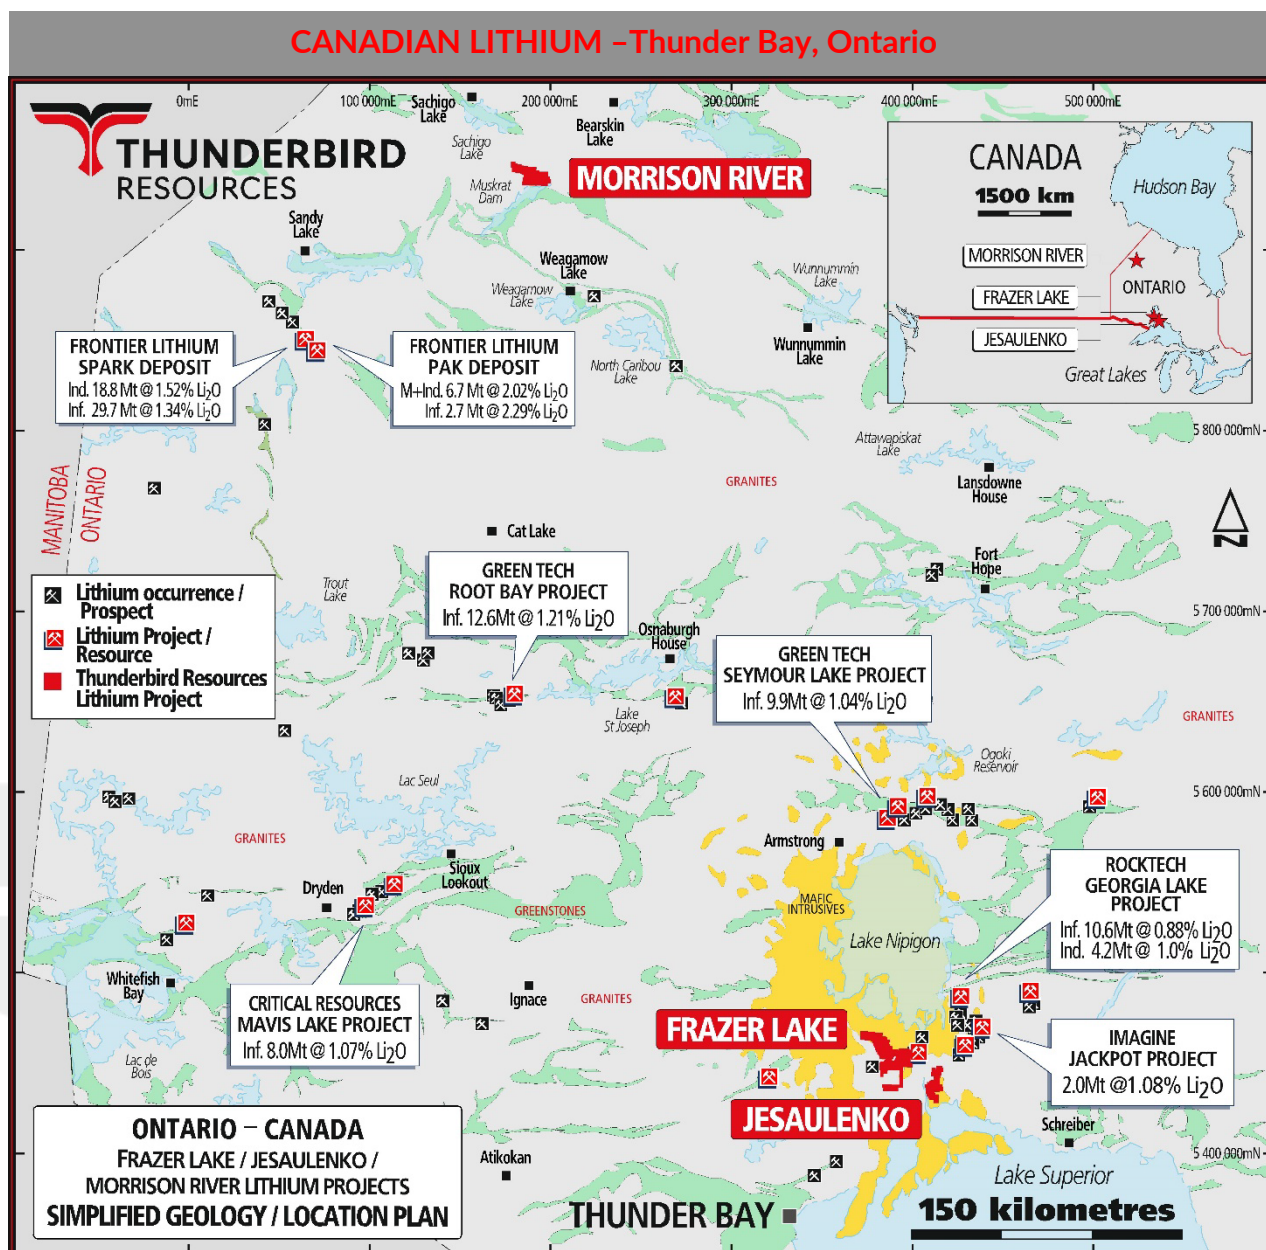 CANADIAN LITHIUM –Thunder Bay, Ontario
0mE
100 000mE
200 000mE
300 000mE
400 000mE
500 000mE
THUNDERBIRD
RESOURCES
Sachigo
Lake
Sachigo
Lake
Bearskin
Lake
Muskrat
Dam
MORRISON RIVER
CANADA
1500 km
Hudson Bay
MORRISON RIVER
FRAZER LAKE
JESAULENKO
ONTARIO
Great Lakes
Sandy
Lake
Weagamow
Lake
Weagamow
Lake
Wunnummin
Lake
Wunnummin
Lake
North Caribou
Lake
FRONTIER LITHIUM
SPARK DEPOSIT
Ind. 18.8 Mt @ 1.52% Li2O
Inf. 29.7 Mt @ 1.34% Li2O
FRONTIER LITHIUM
PAK DEPOSIT
M+Ind. 6.7 Mt @ 2.02% Li2O
Inf. 2.7 Mt @ 2.29% Li2O
5 800 000mN
Attawapiskat
Lake
Lansdowne
House
GRANITES
MANITOBA
ONTARIO
N
Cat Lake
Fort
Hope
Trout
Lake
GREEN TECH
ROOT BAY PROJECT
Inf. 12.6Mt @ 1.21% Li2O
Lithium occurrence /
Prospect
Lithium Project /
Resource
Thunderbird Resources
Lithium Project
5 700 000mN
Osnaburgh
House
GREEN TECH
SEYMOUR LAKE PROJECT
Inf. 9.9Mt @ 1.04% Li2O
Lake
St Joseph
GRANITES
Ogoki
Reservoir
Lac Seul
5 600 000mN
GRANITES
Armstrong
Sioux
Lookout
Dryden
GREENSTONES
MAFIC
INTRUSIVES
Lake Nipigon
ROCKTECH
GEORGIA LAKE
PROJECT
Inf. 10.6Mt @ 0.88% Li2O
Ind. 4.2Mt @ 1.0% Li2O
Whitefish
Bay
CRITICAL RESOURCES
MAVIS LAKE PROJECT
Inf. 8.0Mt @ 1.07% Li2O
Ignace
GRANITES
FRAZER LAKE
IMAGINE
JACKPOT PROJECT
2.0Mt @1.08% Li2O
Lac de
Bois
JESAULENKO
Schreiber
ONTARIO – CANADA
FRAZER LAKE / JESAULENKO /
MORRISON RIVER LITHIUM PROJECTS
SIMPLIFIED GEOLOGY / LOCATION PLAN
Atikokan
5 400,000mN
Lake Superior
THUNDER BAY
150 kilometres